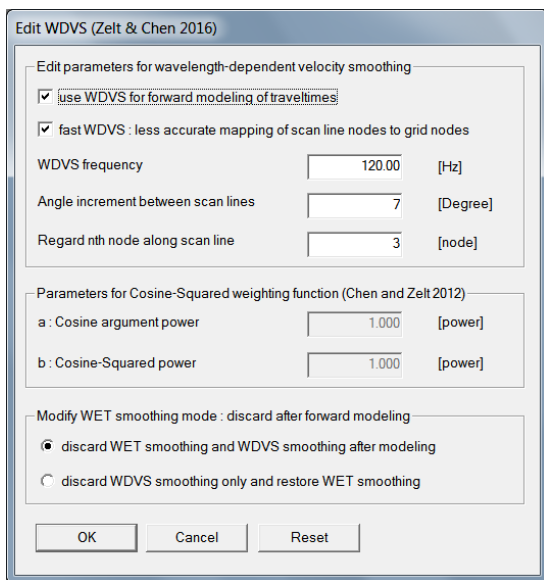 Edit WDVS (Zelt & Chen 2016)
Edit parameters for wavelength-dependent velocity smoothing
use WDVS for forward modeling of traveltimes
fast WDVS : less accurate mapping of scan line nodes to grid nodes
WDVS frequency 120.00 [Hz]
Angle increment between scan lines 7 [Degree]
Regard nth node along scan line 3 [node]
Parameters for Cosine-Squared weighting function (Chen and Zelt 2012)
a : Cosine argument power 1.000 [power]
b : Cosine-Squared power 1.000 [power]
Modify WET smoothing mode : discard after forward modeling
discard WET smoothing and WDVS smoothing after modeling
discard WDVS smoothing only and restore WET smoothing
OK Cancel Reset